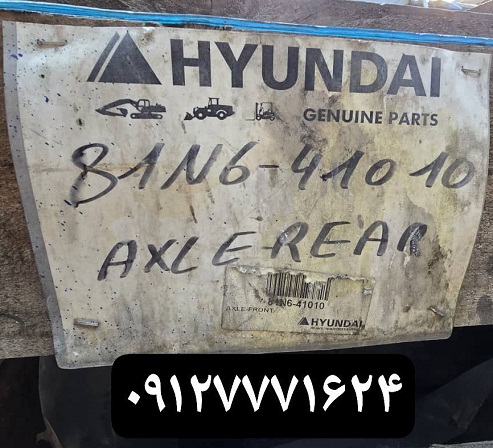 HYUNDAI
GENUINE PARTS
81N6-41010
AXLE-REAR
81N6-41010
AXLE-FRONT
HYUNDAI
۰۹۱۲۷۷۷۱۶۲۴